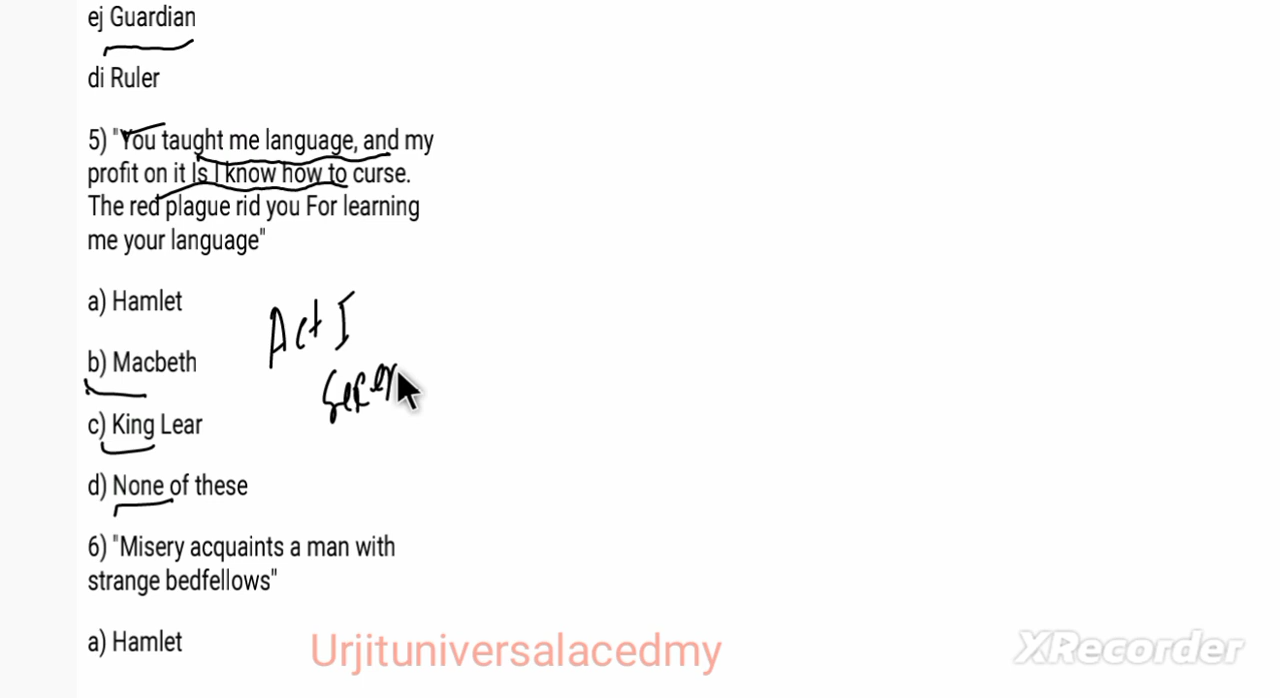 ej Guardian
di Ruler
5) "You taught me language, and my
profit on it Is I know how to curse.
The red plague rid you For learning
me your language"
a) Hamlet
Act I
b) Macbeth
c) King Lear
d) None of these
6) "Misery acquaints a man with
strange bedfellows"
a) Hamlet
Urjituniversalacedmy
XRecorder